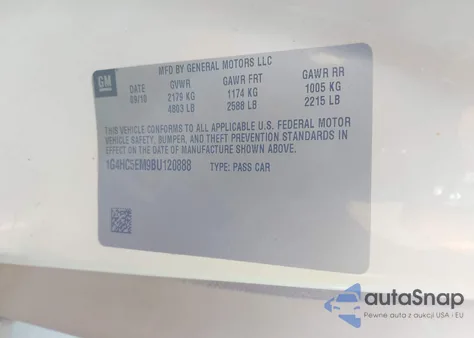 GM
MFD BY GENERAL MOTORS LLC
DATE GVWR GAWR FRT GAWR RR
09/10 2179 KG 1174 KG 1005 KG
4803 LB 2588 LB 2215 LB
THIS VEHICLE CONFORMS TO ALL APPLICABLE U.S. FEDERAL MOTOR
VEHICLE SAFETY, BUMPER, AND THEFT PREVENTION STANDARDS IN
EFFECT ON THE DATE OF MANUFACTURE SHOWN ABOVE.
1G4HC5EM9BU120888 TYPE: PASS CAR
autaSnap
Pewne auta z aukcji USA i EU